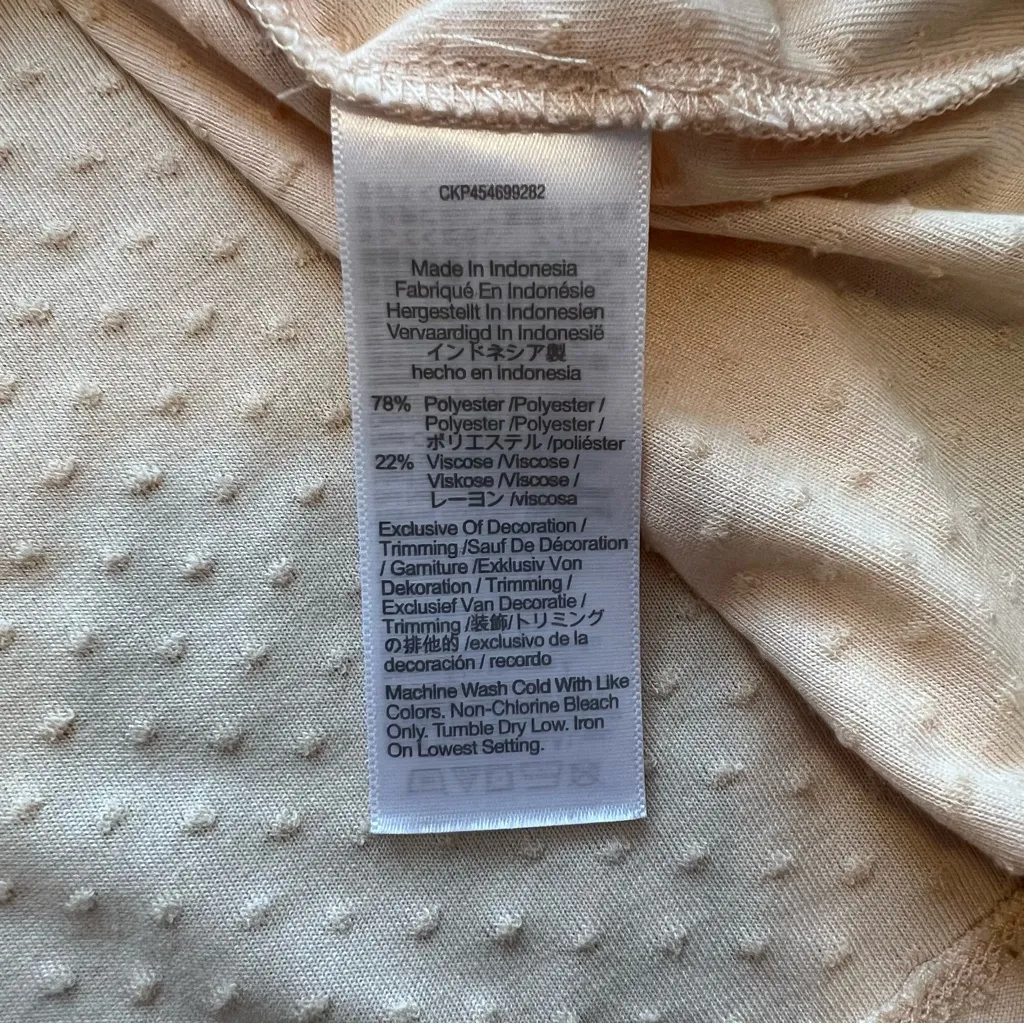 CKP454699282
Made In Indonesia
Fabriqué En Indonésie
Hergestellt In Indonesien
Vervaardigd In Indonesië
インドネシア製
hecho en indonesia
78% Polyester /Polyester /
Polyester /Polyester /
ポリエステル /poliéster
22% Viscose /Viscose /
Viskose /Viscose /
レーヨン /viscosa
Exclusive Of Decoration /
Trimming /Sauf De Décoration
/ Garniture /Exklusiv Von
Dekoration / Trimming /
Exclusief Van Decoratie /
Trimming /装飾/トリミング
の排他的 /exclusivo de la
decoración / recordo
Machine Wash Cold With Like
Colors. Non-Chlorine Bleach
Only. Tumble Dry Low. Iron
On Lowest Setting.